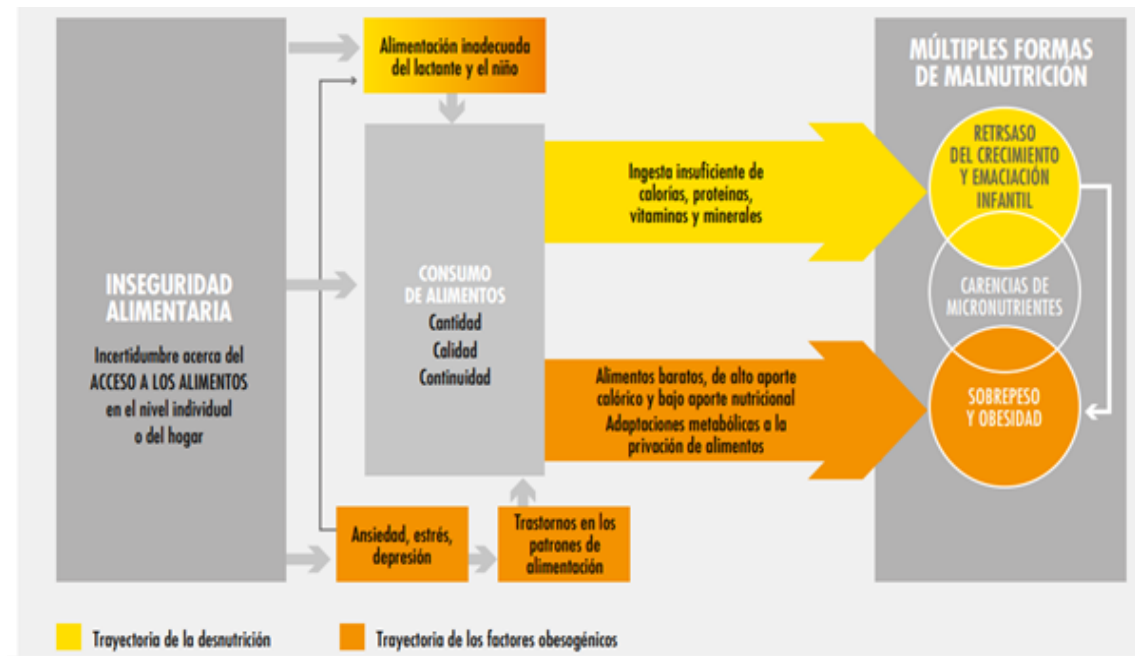 Alimentación inadecuada
del lactante y el niño
MÚLTIPLES FORMAS
DE MALNUTRICIÓN
RETRSASO
DEL CRECIMIENTO
Y EMACIACIÓN
INFANTIL
Ingesta insuficiente de
calorías, proteínas,
vitaminas y minerales
INSEGURIDAD
ALIMENTARIA
Incertidumbre acerca del
ACCESO A LOS ALIMENTOS
en el nivel individual
o del hogar
CONSUMO
DE ALIMENTOS
Cantidad
Calidad
Continuidad
CARENCIAS DE
MICRONUTRIENTES
Alimentos baratos, de alto aporte
calórico y bajo aporte nutricional
Adaptaciones metabólicas a la
privación de alimentos
SOBREPESO
Y OBESIDAD
Ansiedad, estrés,
depresión
Trastornos en los
patrones de
alimentación
Trayectoria de la desnutrición
Trayectoria de los factores obesogénicos